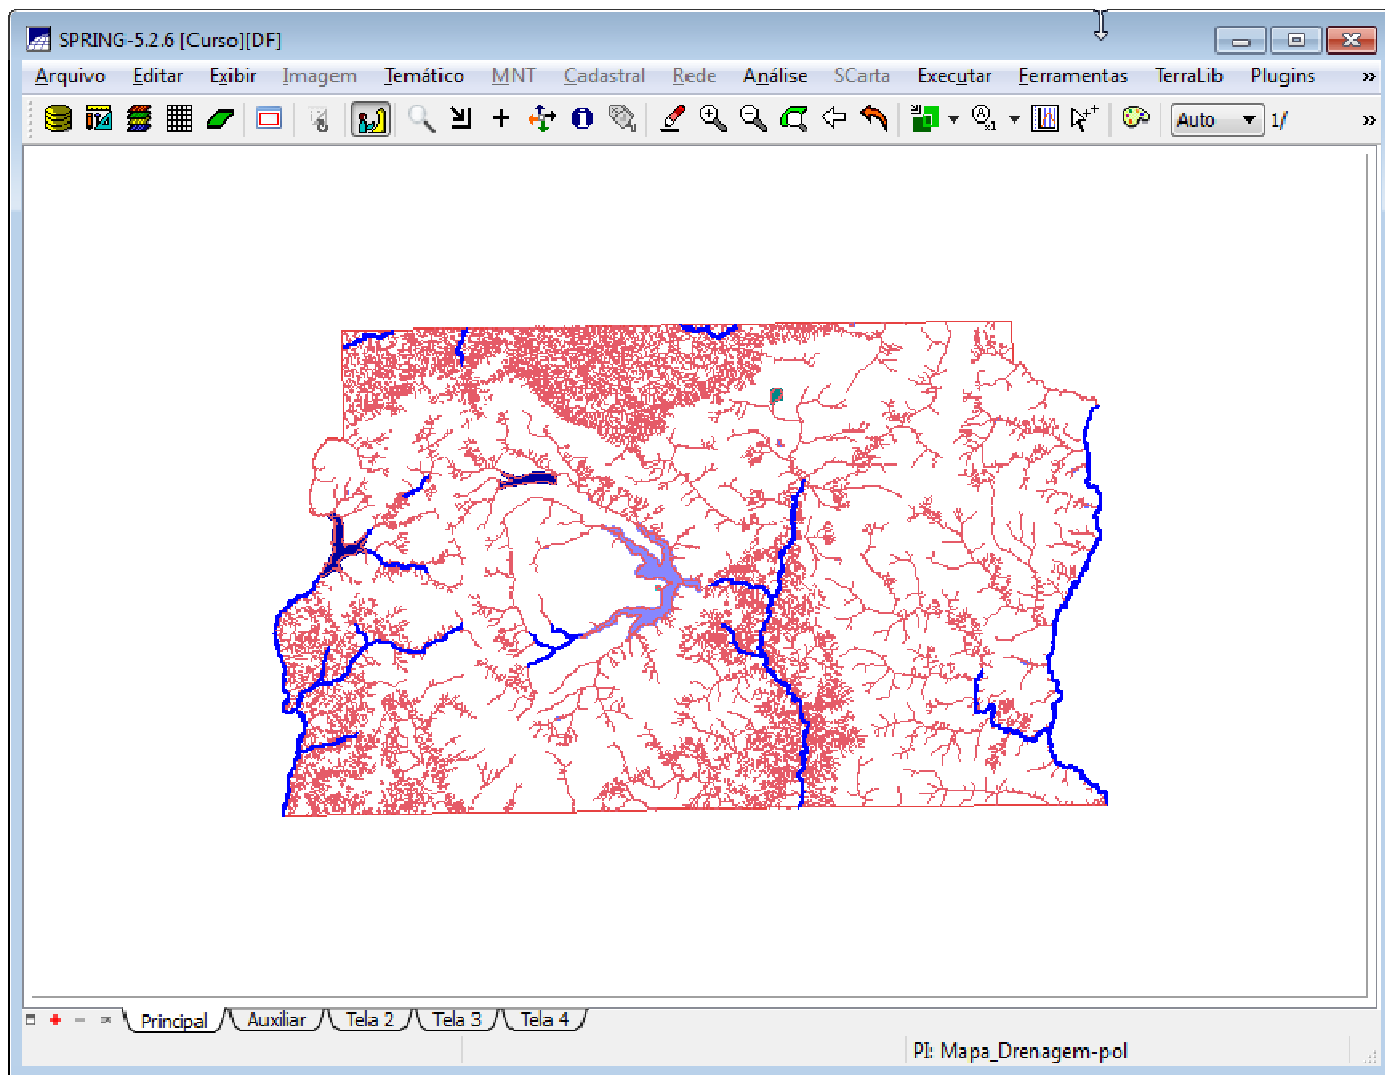 SPRING-5.2.6 [Curso][DF]
Arquivo Editar Exibir Imagem Temático MNT Cadastral Rede Análise SCarta Executar Ferramentas TerraLib Plugins »
Auto 1/ »
Principal Auxiliar Tela 2 Tela 3 Tela 4
PI: Mapa_Drenagem-pol